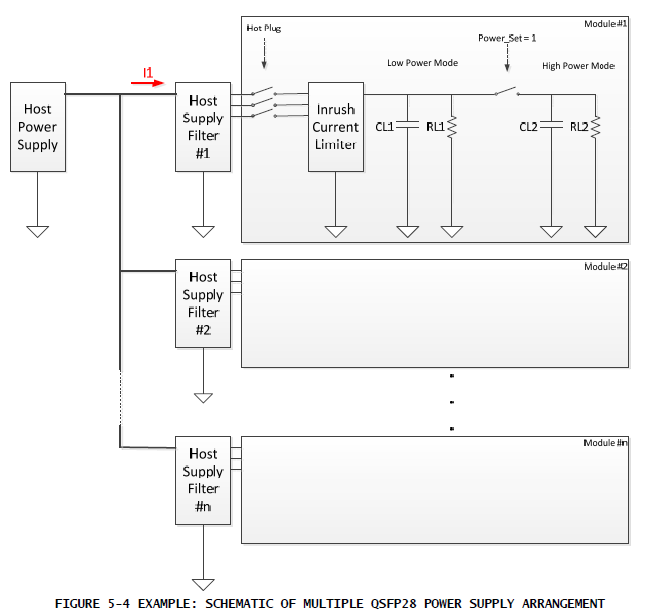 Module #1
Hot Plug
Power_Set = 1
I1
Low Power Mode
High Power Mode
Host
Power
Supply
Host
Supply
Filter
#1
Inrush
Current
Limiter
CL1
RL1
CL2
RL2
Module #2
Host
Supply
Filter
#2
Module #n
Host
Supply
Filter
#n
FIGURE 5-4 EXAMPLE: SCHEMATIC OF MULTIPLE QSFP28 POWER SUPPLY ARRANGEMENT